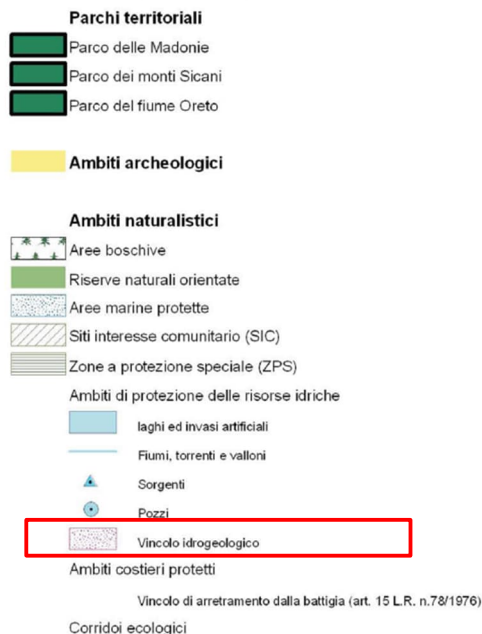 Parchi territoriali
Parco delle Madonie
Parco dei monti Sicani
Parco del fiume Oreto
Ambiti archeologici
Ambiti naturalistici
Aree boschive
Riserve naturali orientate
Aree marine protette
Siti interesse comunitario (SIC)
Zone a protezione speciale (ZPS)
Ambiti di protezione delle risorse idriche
laghi ed invasi artificiali
Fiumi, torrenti e valloni
Sorgenti
Pozzi
Vincolo idrogeologico
Ambiti costieri protetti
Vincolo di arretramento dalla battigia (art. 15 L.R. n.78/1976)
Corridoi ecologici